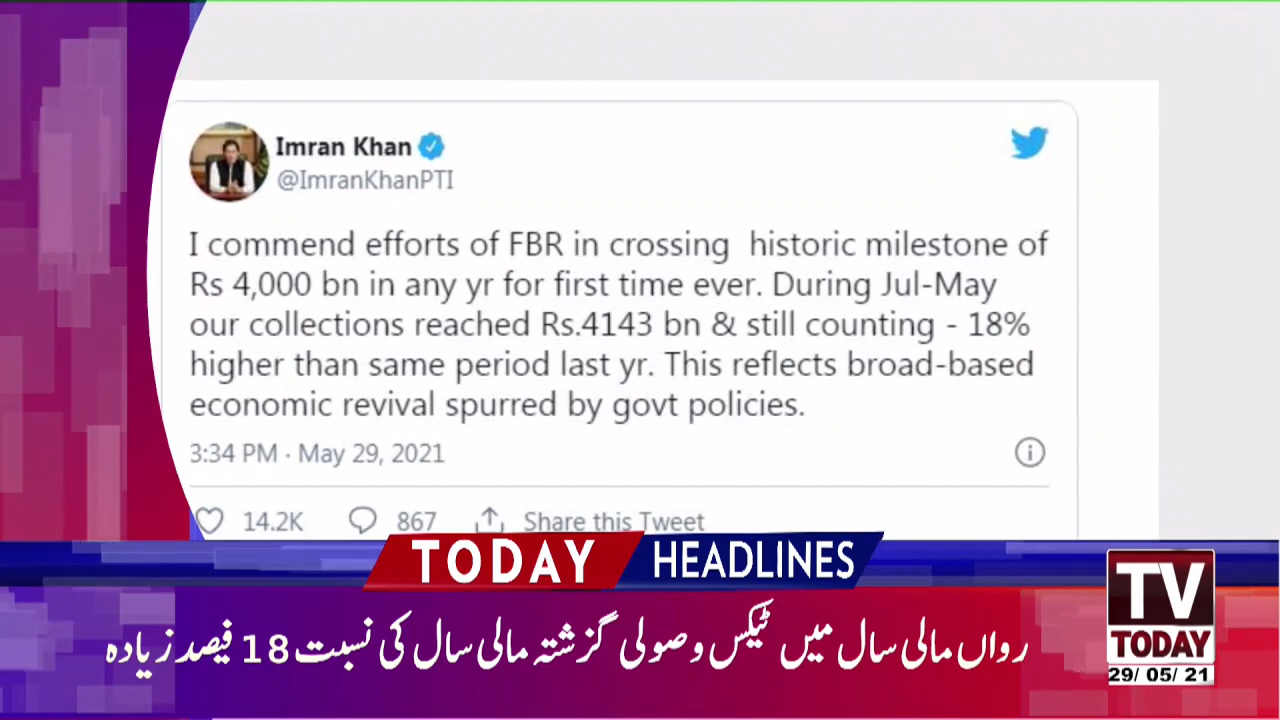 Imran Khan
@ImranKhanPTI
I commend efforts of FBR in crossing historic milestone of
Rs 4,000 bn in any yr for first time ever. During Jul-May
our collections reached Rs.4143 bn & still counting - 18%
higher than same period last yr. This reflects broad-based
economic revival spurred by govt policies.
3:34 PM · May 29, 2021
14.2K 867 Share this Tweet
TODAY HEADLINES
رواں مالی سال میں ٹیکس وصولی گزشتہ مالی سال کی نسبت 18 فیصد زیادہ
TV
TODAY
29/ 05/ 21